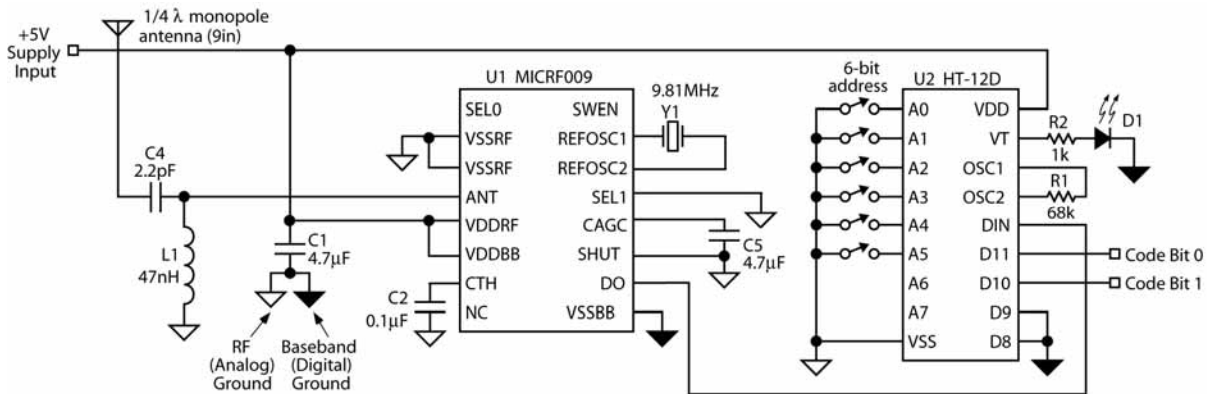 1/4 λ monopole
antenna (9in)
+5V
Supply
Input
C4
2.2pF
L1
47nH
C1
4.7µF
RF
(Analog)
Ground
Baseband
(Digital)
Ground
C2
0.1µF
U1 MICRF009
SEL0
VSSRF
VSSRF
ANT
VDDRF
VDDBB
CTH
NC
SWEN
REFOSC1
REFOSC2
SEL1
CAGC
SHUT
DO
VSSBB
9.81MHz
Y1
C5
4.7µF
6-bit
address
U2 HT-12D
A0
A1
A2
A3
A4
A5
A6
A7
VSS
VDD
VT
OSC1
OSC2
DIN
D11
D10
D9
D8
R2
1k
D1
R1
68k
Code Bit 0
Code Bit 1